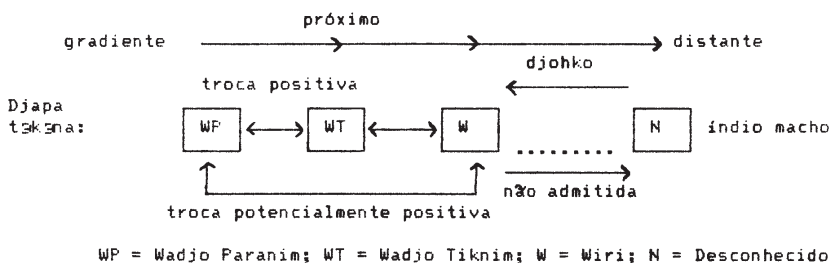 próximo
gradiente distante
djohko
troca positiva
Djapa
tɜkɜna: WP WT W N índio macho
.........
não admitida
troca potencialmente positiva
WP = Wadjo Paranim; WT = Wadjo Tiknim; W = Wiri; N = Desconhecido